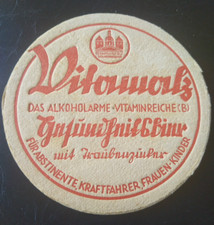 Vitamalz
DAS ALKOHOLARME • VITAMINREICHE (B)
Gesundheitsbier
mit Traubenzucker
FÜR ABSTINENTE, KRAFTFAHRER, FRAUEN • KINDER